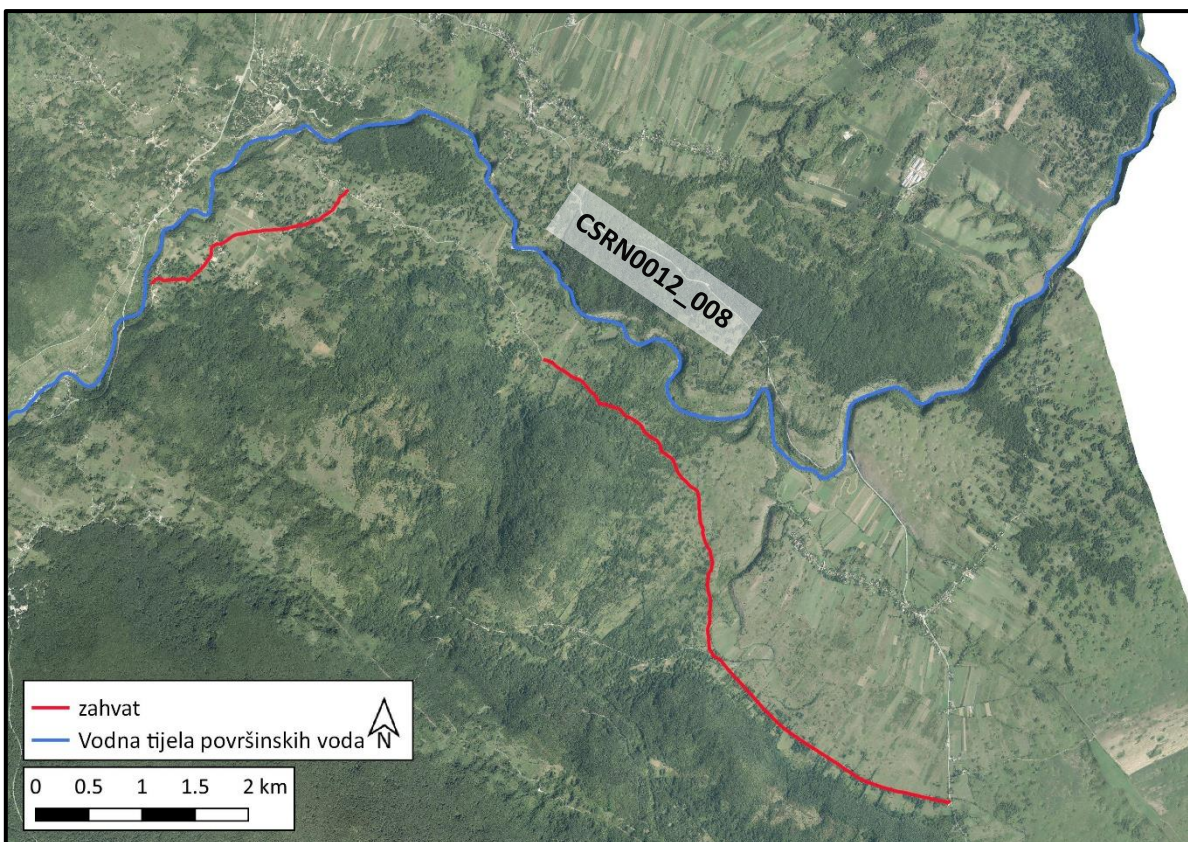 CSRN0012_008
zahvat
Vodna tijela površinskih voda
N
0 0.5 1 1.5 2 km